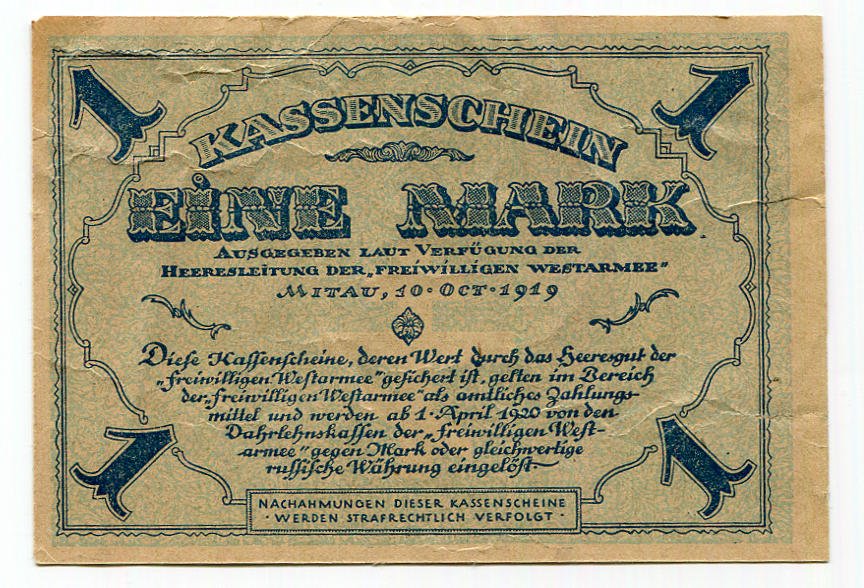 1 1
KASSENSCHEIN
EINE MARK.
AUSGEGEBEN LAUT VERFÜGUNG DER
HEERESLEITUNG DER „FREIWILLIGEN WESTARMEE"
MITAU, 10·OCT·1919
Diese Kassenscheine, deren Wert durch das Heeresgut der
„freiwilligen Westarmee" gesichert ist, gelten im Bereich
der „freiwilligen Westarmee" als amtliches Zahlungs-
mittel und werden ab 1·April 1920 von den
Dahrlehnskassen der „freiwilligen West-
armee" gegen Mark oder gleichwertige
russische Währung eingelöst.
1 1
NACHAHMUNGEN DIESER KASSENSCHEINE
· WERDEN STRAFRECHTLICH VERFOLGT ·